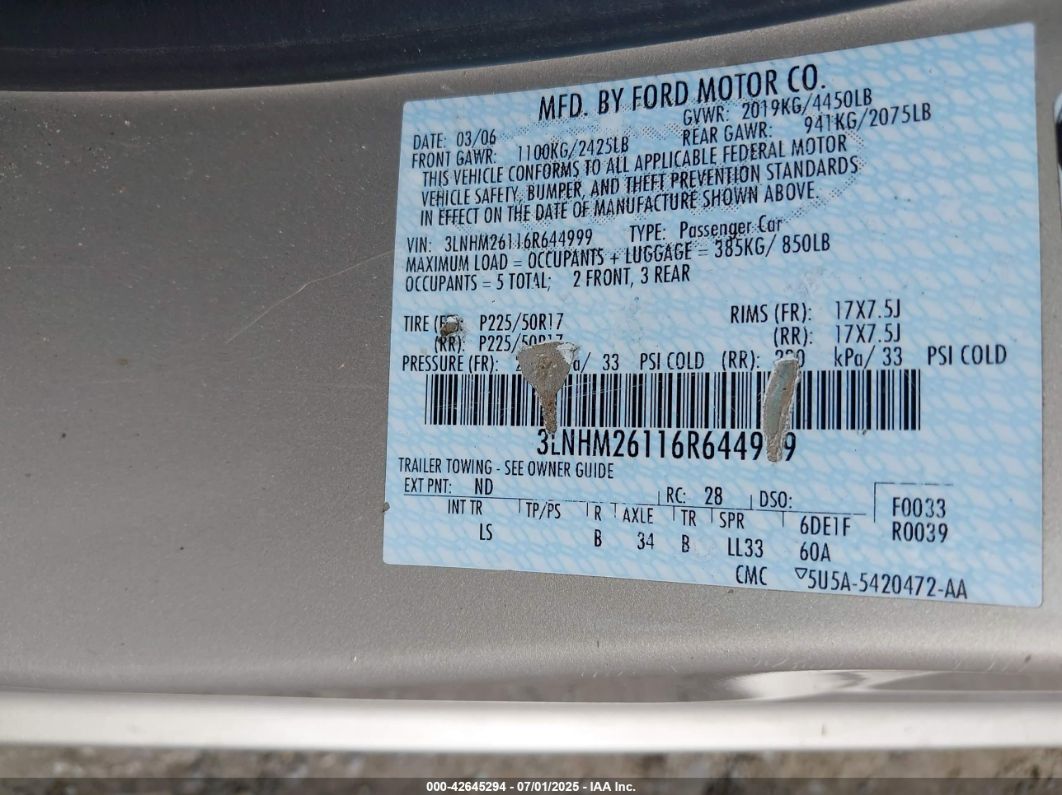 MFD. BY FORD MOTOR CO.
DATE: 03/06 GVWR: 2019KG/4450LB
FRONT GAWR: 1100KG/2425LB REAR GAWR: 941KG/2075LB
THIS VEHICLE CONFORMS TO ALL APPLICABLE FEDERAL MOTOR
VEHICLE SAFETY, BUMPER, AND THEFT PREVENTION STANDARDS
IN EFFECT ON THE DATE OF MANUFACTURE SHOWN ABOVE.
VIN: 3LNHM26116R644999 TYPE: Passenger Car
MAXIMUM LOAD = OCCUPANTS + LUGGAGE = 385KG/ 850LB
OCCUPANTS = 5 TOTAL; 2 FRONT, 3 REAR
TIRE P225/50R17 RIMS (FR): 17X7.5J
(RR): P225/50R17 (RR): 17X7.5J
PRESSURE (FR): / 33 PSI COLD (RR): kPa/ 33 PSI COLD
3LNHM26116R644999
TRAILER TOWING - SEE OWNER GUIDE
EXT PNT: ND RC: 28 DSO: F0033
INT TR TP/PS R AXLE TR SPR 6DE1F R0039
LS B 34 B LL33 60A
CMC ▽5U5A-5420472-AA
000-42645294 - 07/01/2025 - IAA Inc.